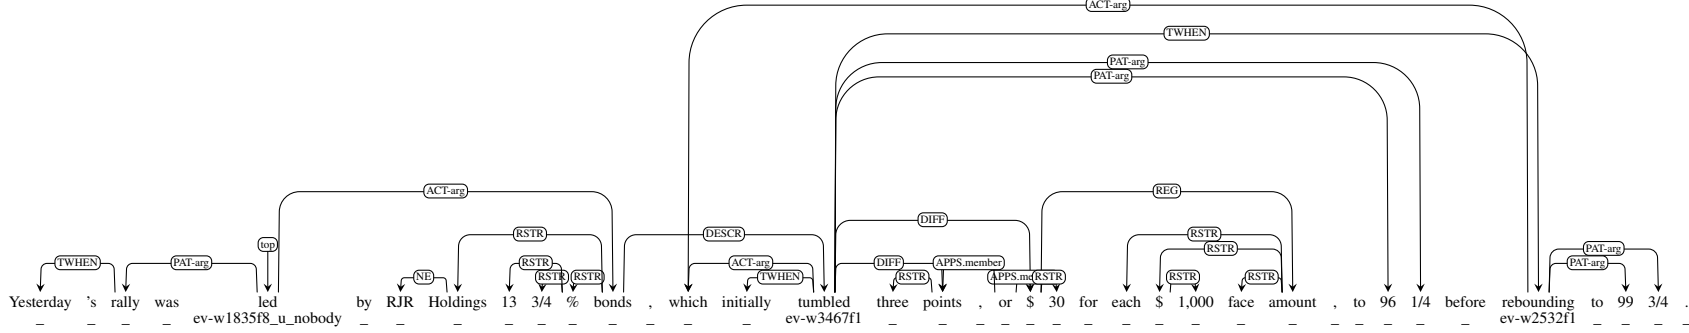 ACT-arg
TWHEN
PAT-arg
PAT-arg
ACT-arg REG
DIFF
top RSTR DESCR RSTR
RSTR PAT-arg
TWHEN PAT-arg RSTR ACT-arg DIFF APPS.member PAT-arg
NE RSTR RSTR TWHEN RSTR APPS.me RSTR RSTR RSTR
Yesterday 's rally was led by RJR Holdings 13 3/4 % bonds , which initially tumbled three points , or $ 30 for each $ 1,000 face amount , to 96 1/4 before rebounding to 99 3/4 .
ev-w1835f8_u_nobody ev-w3467f1 ev-w2532f1
_ _ _ _ _ _ _ _ _ _ _ _ _ _ _ _ _ _ _ _ _ _ _ _ _ _ _ _ _ _ _ _ _ _ _ _ _ _